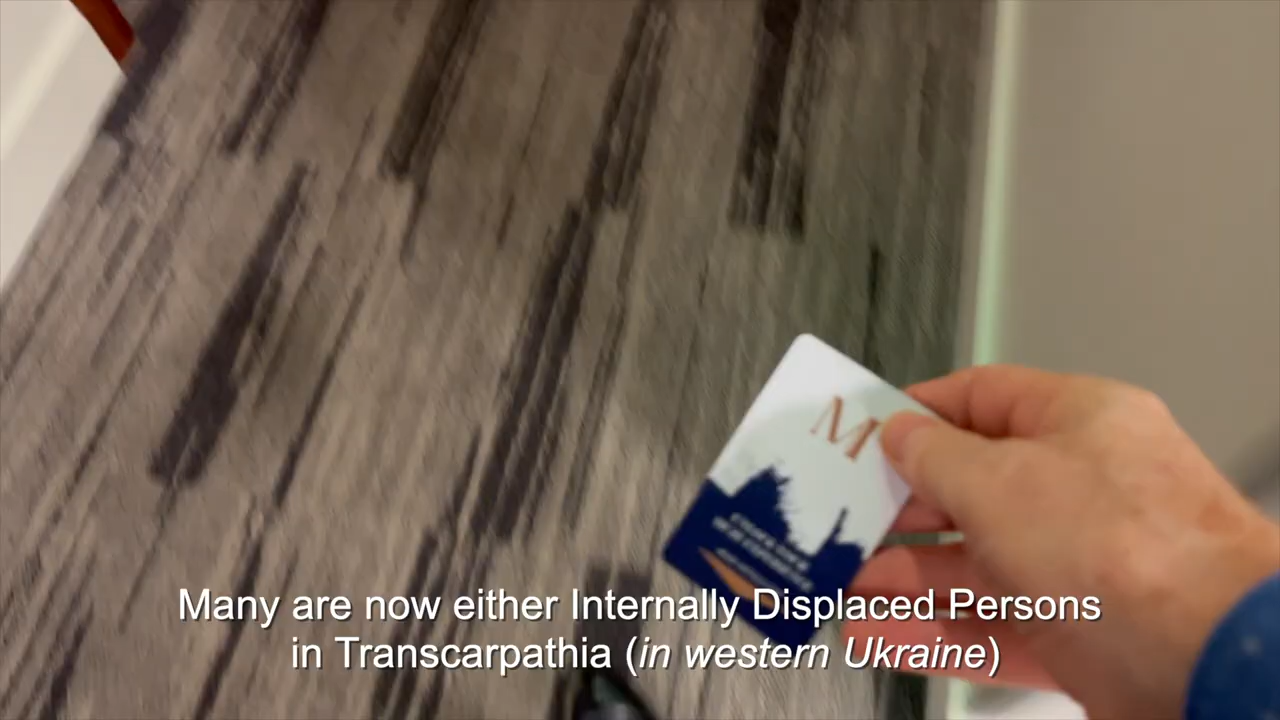 M
Many are now either Internally Displaced Persons
in Transcarpathia (in western Ukraine)